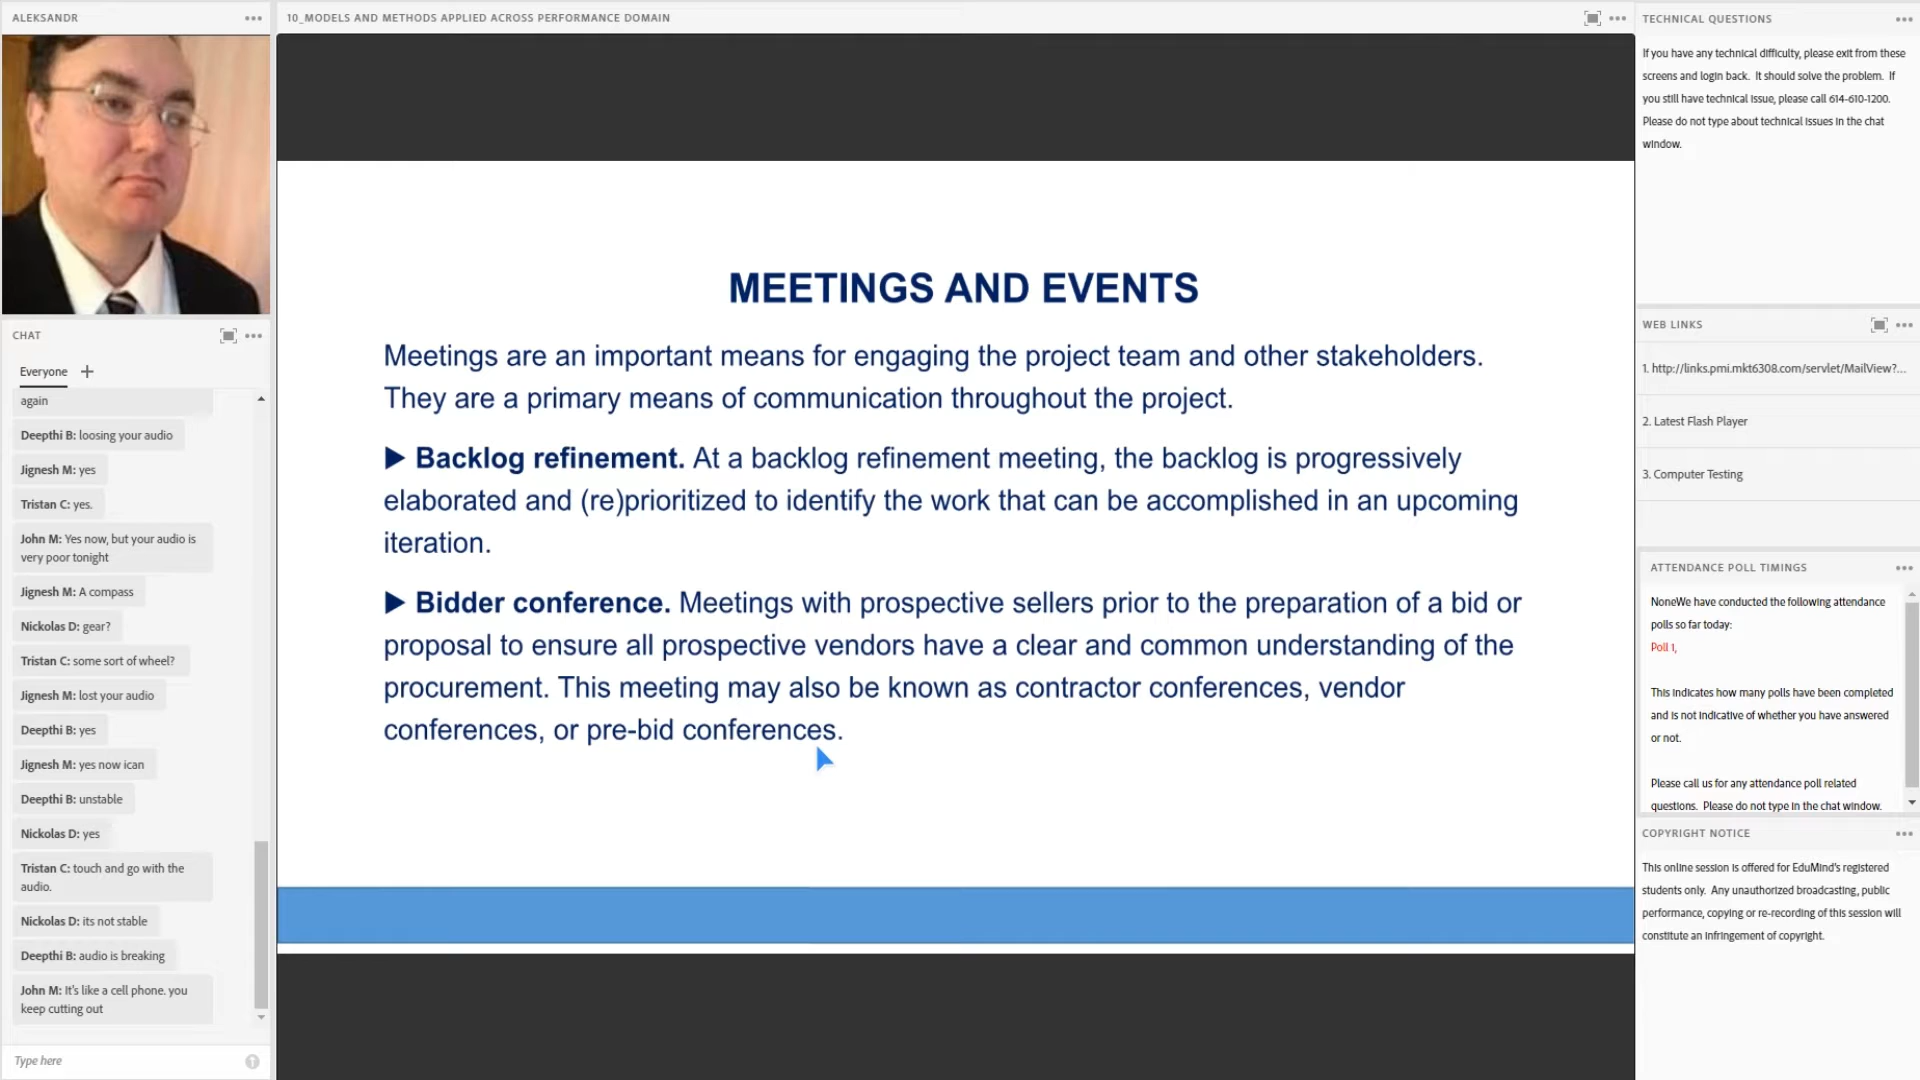 ALEKSANDR
CHAT
Everyone
again
Deepthi B: loosing your audio
Jignesh M: yes
Tristan C: yes.
John M: Yes now, but your audio is
very poor tonight
Jignesh M: A compass
Nickolas D: gear?
Tristan C: some sort of wheel?
Jignesh M: lost your audio
Deepthi B: yes
Jignesh M: yes now ican
Deepthi B: unstable
Nickolas D: yes
Tristan C: touch and go with the
audio.
Nickolas D: its not stable
Deepthi B: audio is breaking
John M: It's like a cell phone. you
keep cutting out
Type here
10_MODELS AND METHODS APPLIED ACROSS PERFORMANCE DOMAIN
MEETINGS AND EVENTS
Meetings are an important means for engaging the project team and other stakeholders.
They are a primary means of communication throughout the project.
▶ Backlog refinement. At a backlog refinement meeting, the backlog is progressively
elaborated and (re)prioritized to identify the work that can be accomplished in an upcoming
iteration.
▶ Bidder conference. Meetings with prospective sellers prior to the preparation of a bid or
proposal to ensure all prospective vendors have a clear and common understanding of the
procurement. This meeting may also be known as contractor conferences, vendor
conferences, or pre-bid conferences.
TECHNICAL QUESTIONS
If you have any technical difficulty, please exit from these
screens and login back. It should solve the problem. If
you still have technical issue, please call 614-610-1200.
Please do not type about technical issues in the chat
window.
WEB LINKS
1. http://links.pmi.mkt6308.com/servlet/MailView?...
2. Latest Flash Player
3. Computer Testing
ATTENDANCE POLL TIMINGS
NoneWe have conducted the following attendance
polls so far today:
Poll 1,
This indicates how many polls have been completed
and is not indicative of whether you have answered
or not.
Please call us for any attendance poll related
questions. Please do not type in the chat window.
COPYRIGHT NOTICE
This online session is offered for EduMind's registered
students only. Any unauthorized broadcasting, public
performance, copying or re-recording of this session will
constitute an infringement of copyright.